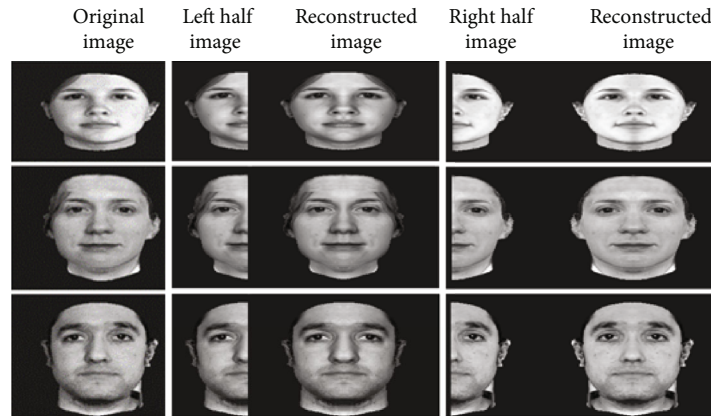 Original
image
Left half
image
Reconstructed
image
Right half
image
Reconstructed
image